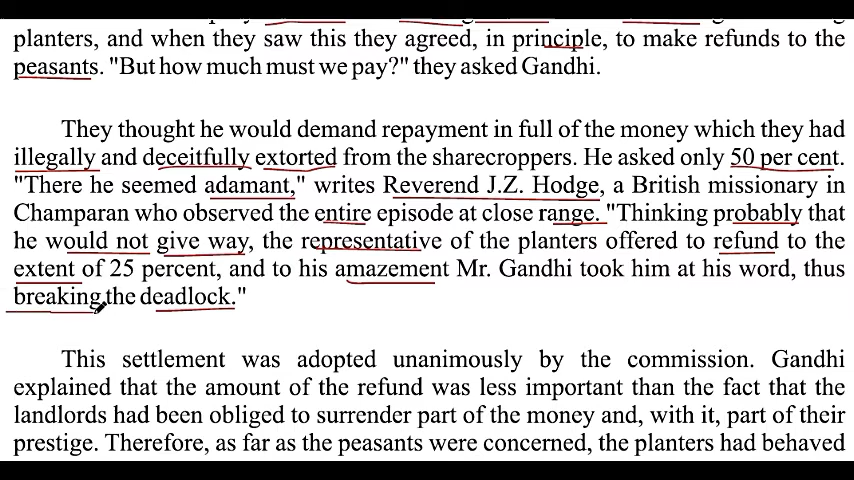 planters, and when they saw this they agreed, in principle, to make refunds to the
peasants. "But how much must we pay?" they asked Gandhi.
They thought he would demand repayment in full of the money which they had
illegally and deceitfully extorted from the sharecroppers. He asked only 50 per cent.
"There he seemed adamant," writes Reverend J.Z. Hodge, a British missionary in
Champaran who observed the entire episode at close range. "Thinking probably that
he would not give way, the representative of the planters offered to refund to the
extent of 25 percent, and to his amazement Mr. Gandhi took him at his word, thus
breaking the deadlock."
This settlement was adopted unanimously by the commission. Gandhi
explained that the amount of the refund was less important than the fact that the
landlords had been obliged to surrender part of the money and, with it, part of their
prestige. Therefore, as far as the peasants were concerned, the planters had behaved